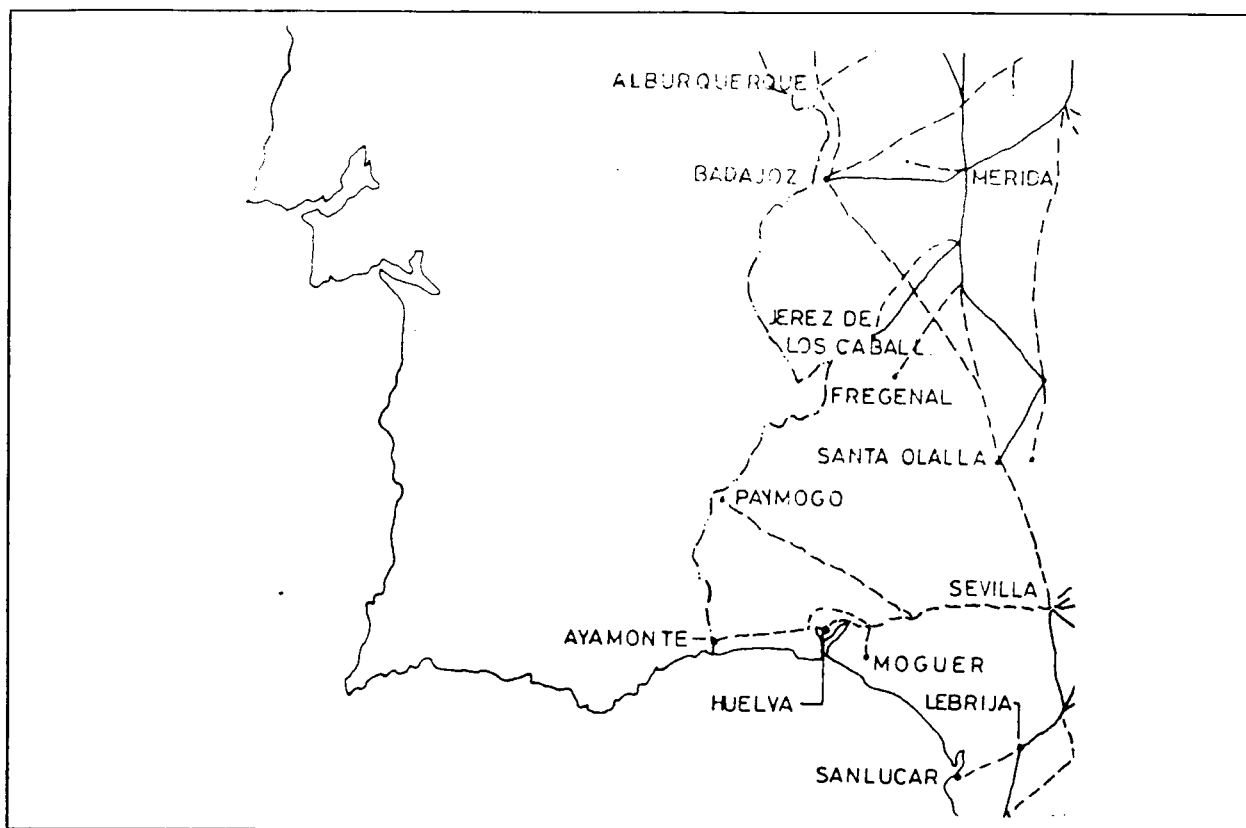 ALBURQUERQUE
BADAJOZ
MERIDA
JEREZ DE
LOS CABALL.
FREGENAL
SANTA OLALLA
PAYMOGO
SEVILLA
AYAMONTE
MOGUER
HUELVA
LEBRIJA
SANLUCAR